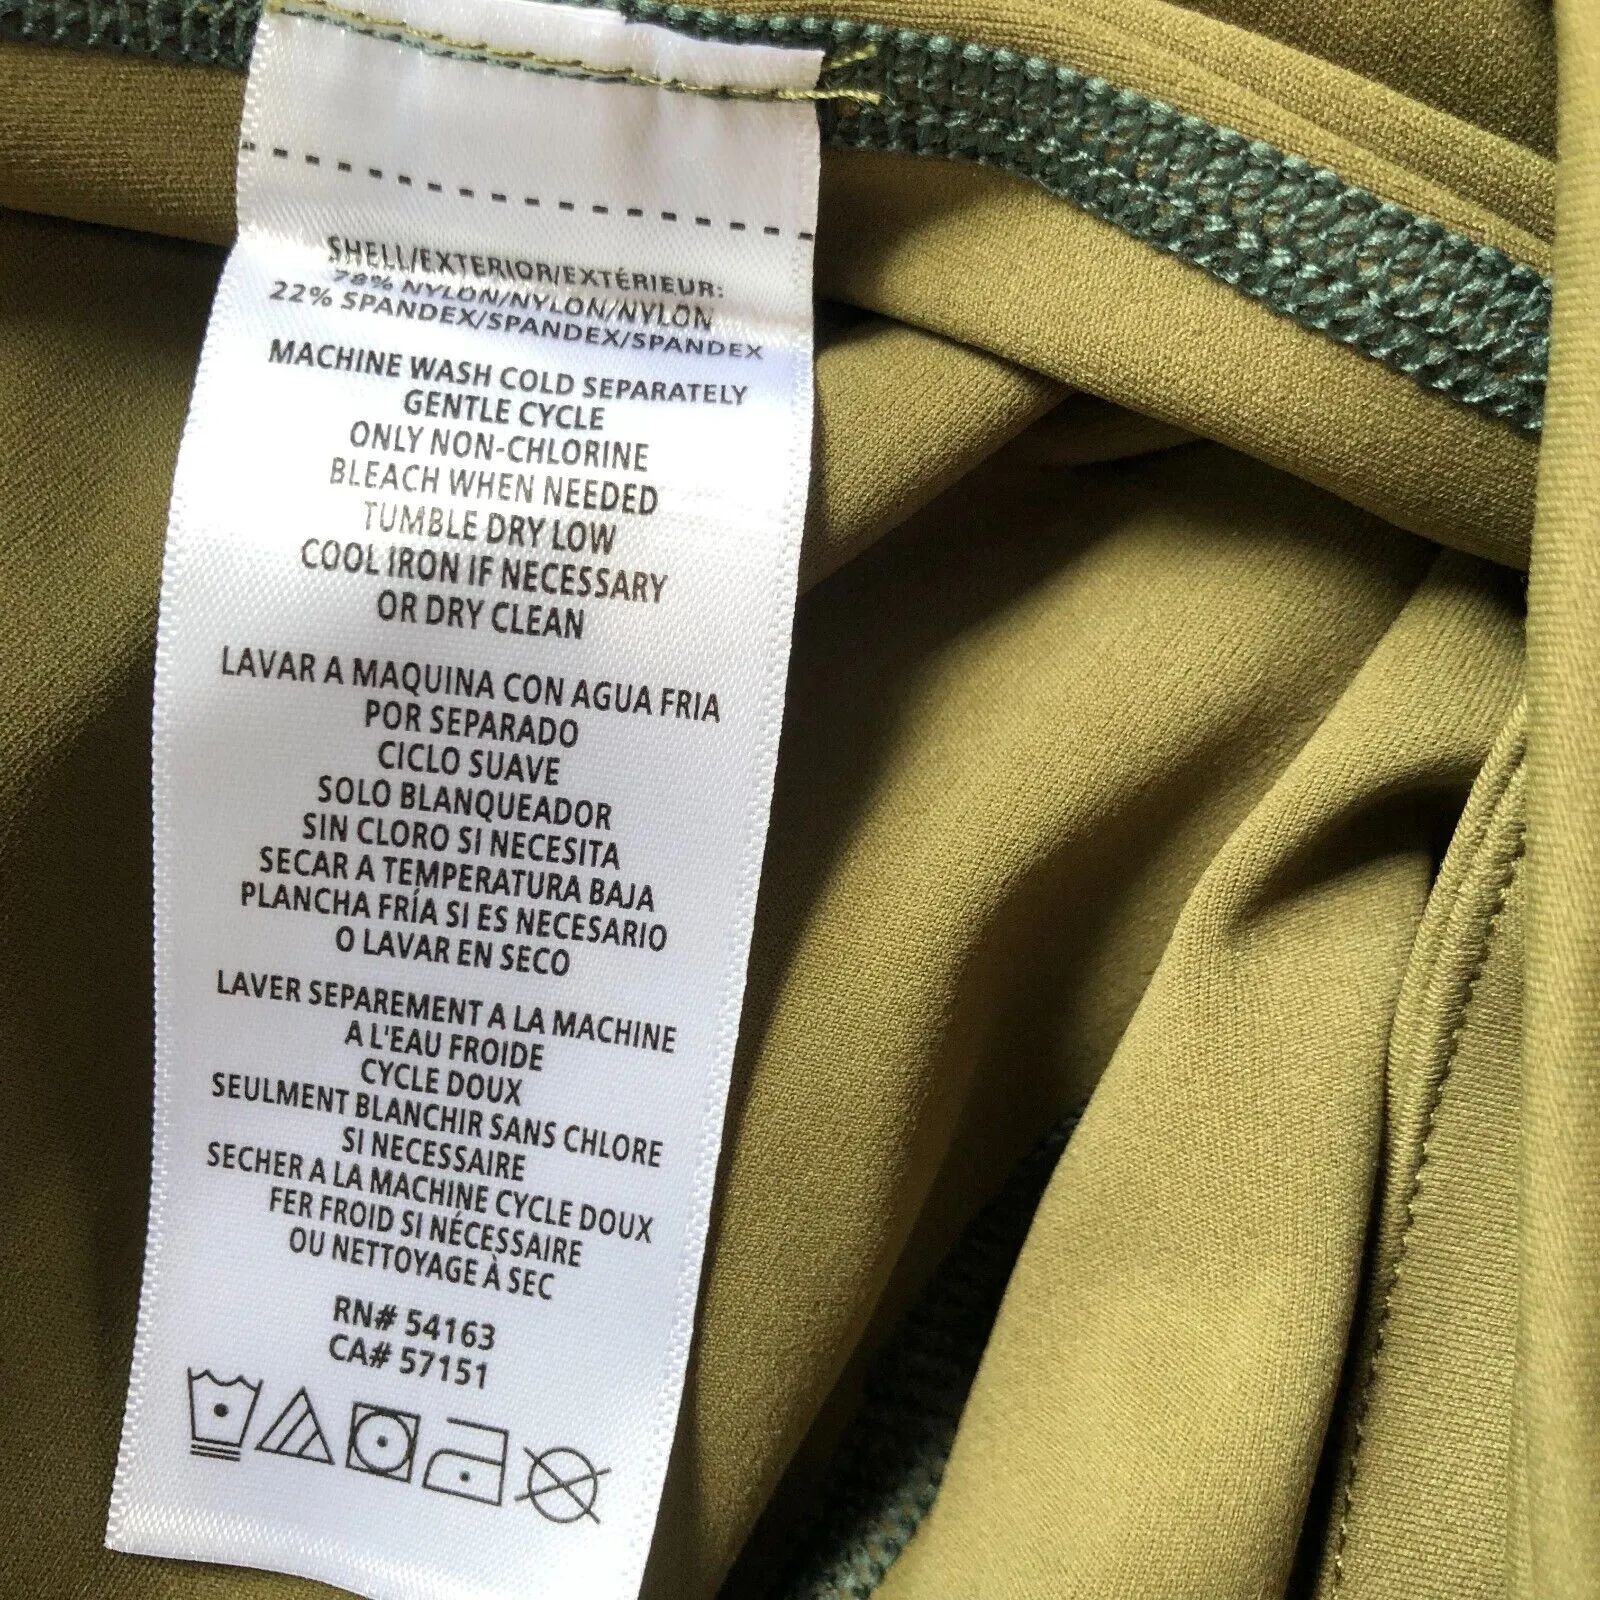 SHELL/EXTERIOR/EXTÉRIEUR:
78% NYLON/NYLON/NYLON
22% SPANDEX/SPANDEX/SPANDEX
MACHINE WASH COLD SEPARATELY
GENTLE CYCLE
ONLY NON-CHLORINE
BLEACH WHEN NEEDED
TUMBLE DRY LOW
COOL IRON IF NECESSARY
OR DRY CLEAN
LAVAR A MAQUINA CON AGUA FRIA
POR SEPARADO
CICLO SUAVE
SOLO BLANQUEADOR
SIN CLORO SI NECESITA
SECAR A TEMPERATURA BAJA
PLANCHA FRÍA SI ES NECESARIO
O LAVAR EN SECO
LAVER SEPAREMENT A LA MACHINE
A L'EAU FROIDE
CYCLE DOUX
SEULMENT BLANCHIR SANS CHLORE
SI NECESSAIRE
SECHER A LA MACHINE CYCLE DOUX
FER FROID SI NÉCESSAIRE
OU NETTOYAGE À SEC
RN# 54163
CA# 57151